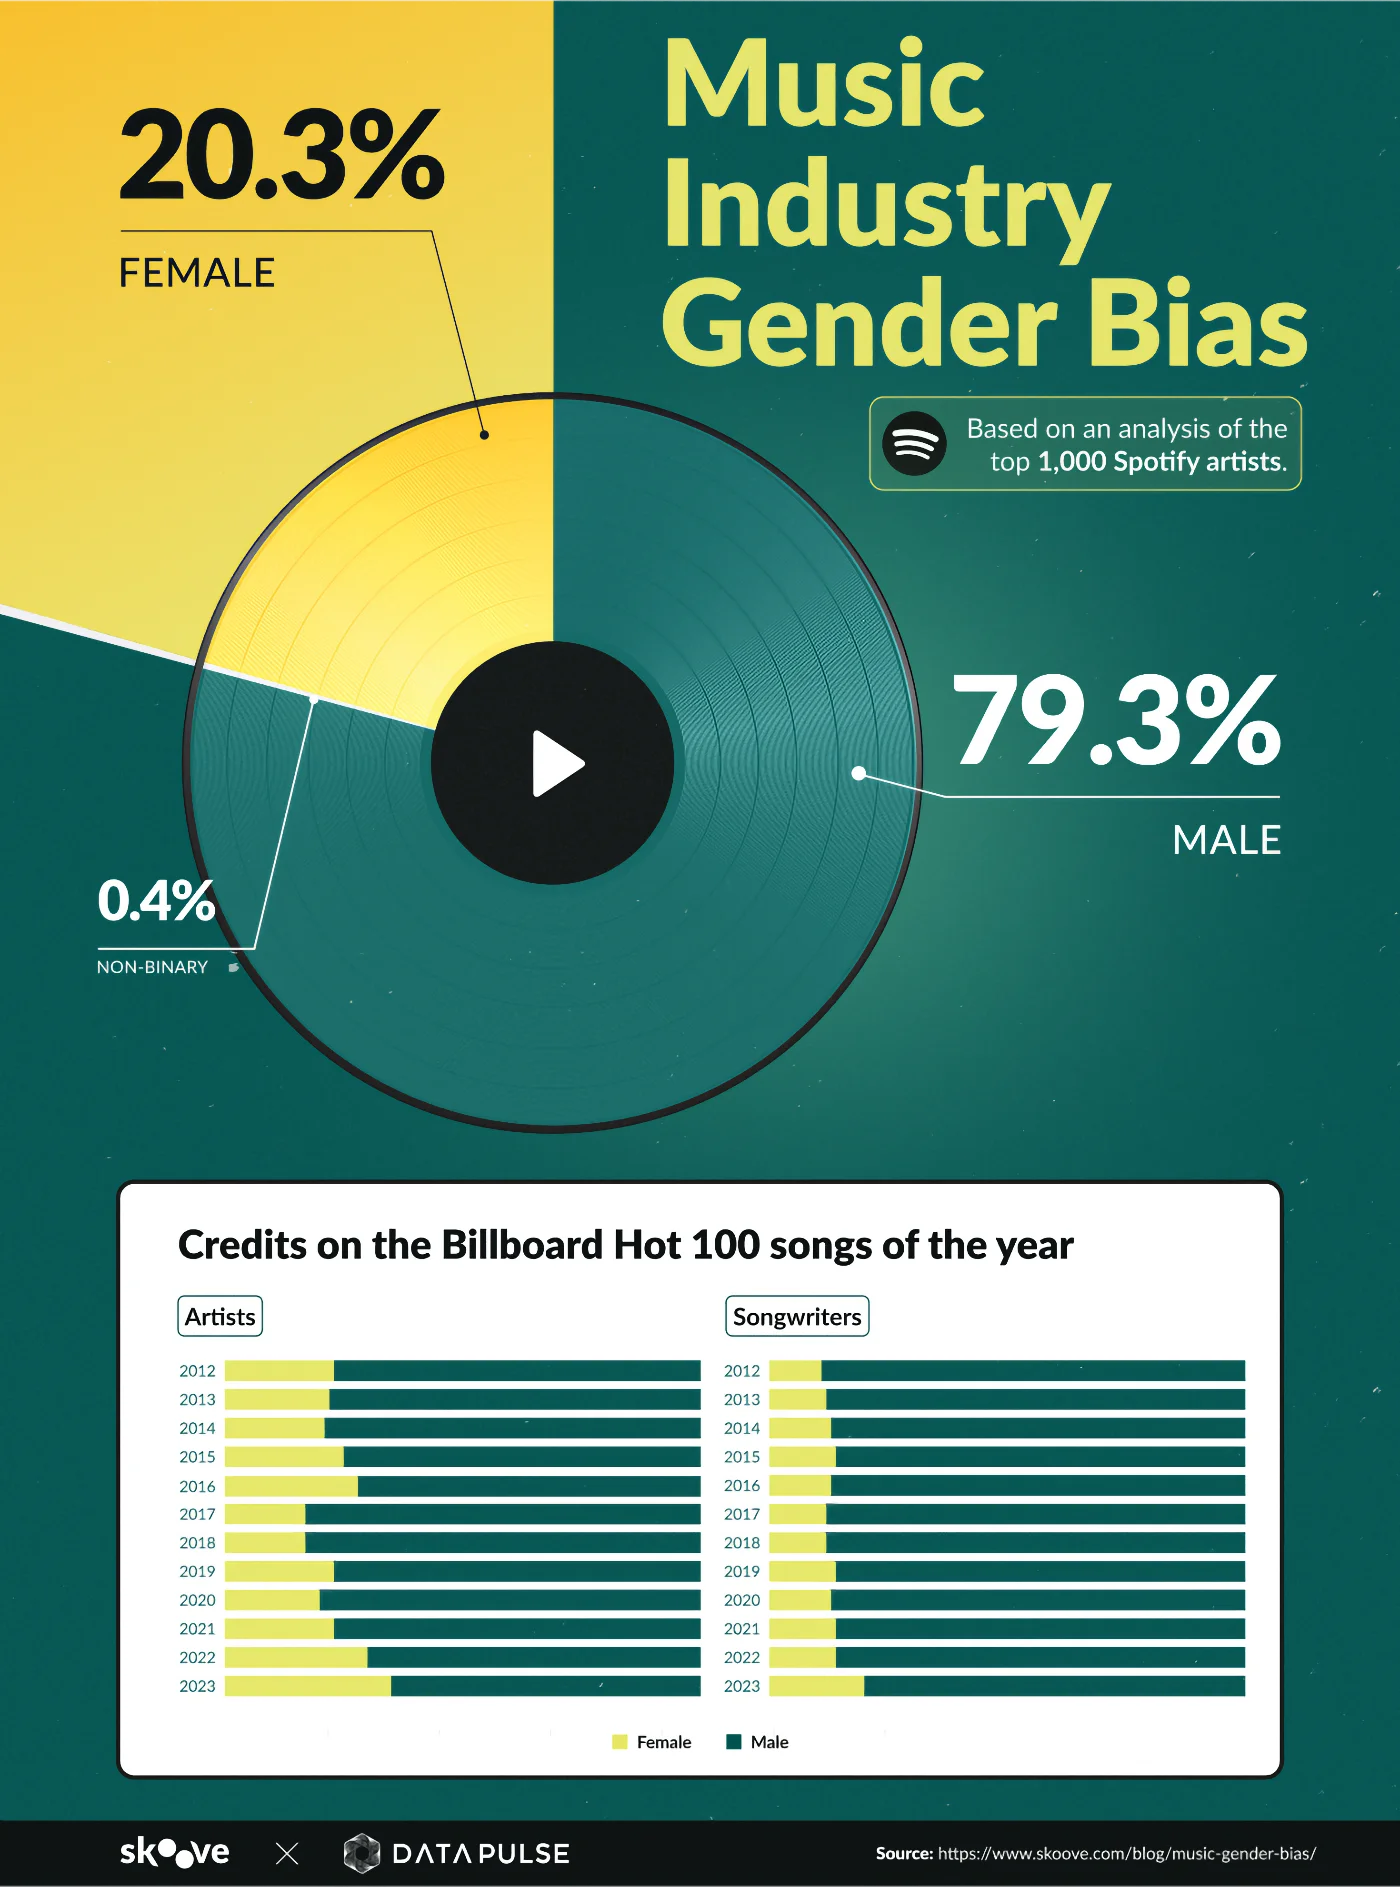 Music
Industry
Gender Bias
20.3%
FEMALE
Based on an analysis of the
top 1,000 Spotify artists.
79.3%
MALE
0.4%
NON-BINARY
Credits on the Billboard Hot 100 songs of the year
Artists
2012
2013
2014
2015
2016
2017
2018
2019
2020
2021
2022
2023
Songwriters
2012
2013
2014
2015
2016
2017
2018
2019
2020
2021
2022
2023
Female
Male
skoove
DATAPULSE
Source: https://www.skoove.com/blog/music-gender-bias/